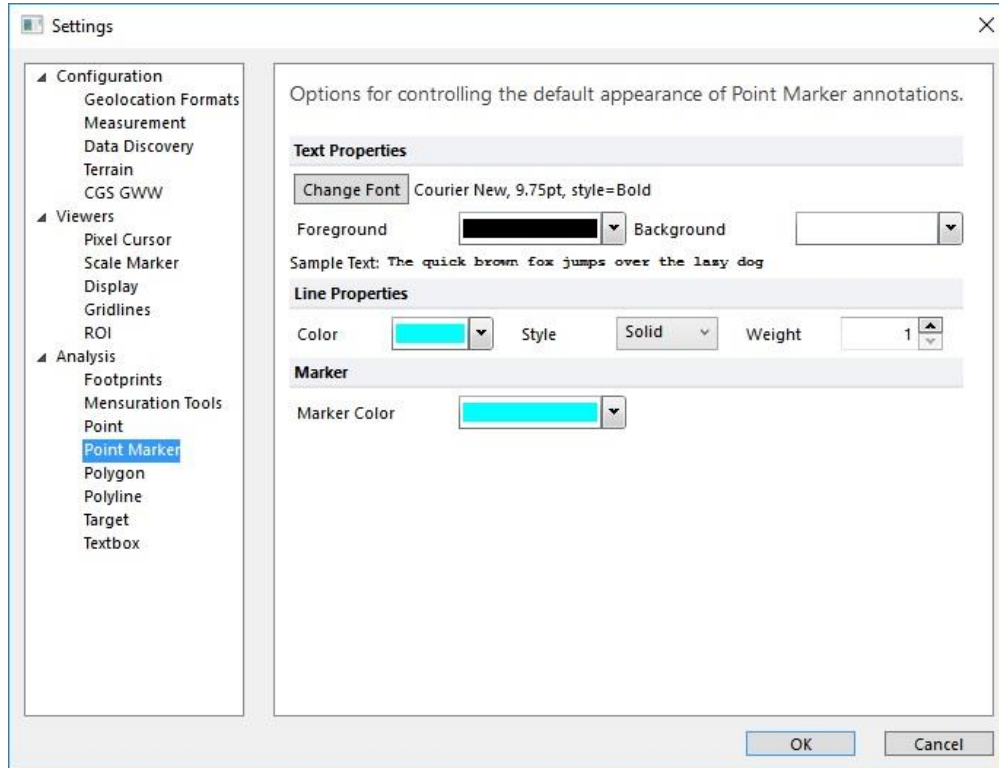 Settings
Configuration
Geolocation Formats
Measurement
Data Discovery
Terrain
CGS GWW
Viewers
Pixel Cursor
Scale Marker
Display
Gridlines
ROI
Analysis
Footprints
Mensuration Tools
Point
Point Marker
Polygon
Polyline
Target
Textbox
Options for controlling the default appearance of Point Marker annotations.
Text Properties
Change Font Courier New, 9.75pt, style=Bold
Foreground Background
Sample Text: The quick brown fox jumps over the lazy dog
Line Properties
Color Style Solid Weight 1
Marker
Marker Color
OK Cancel